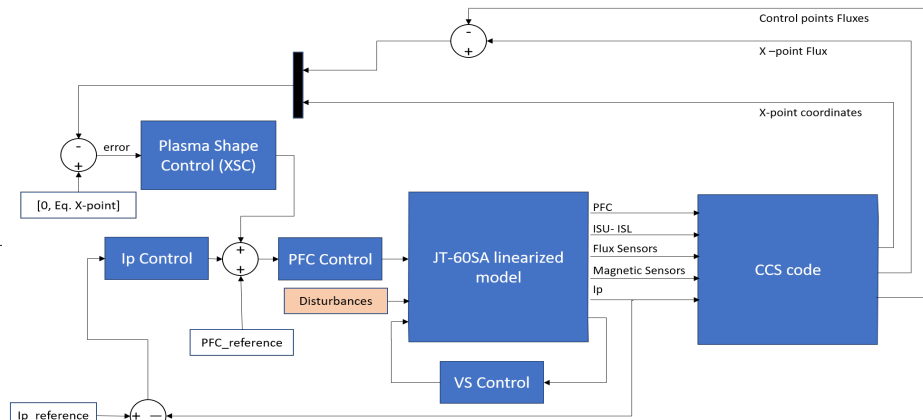 Control points Fluxes
-
+
X –point Flux
X-point coordinates
-
+
error
Plasma Shape
Control (XSC)
[0, Eq. X-point]
Ip Control
+
+
PFC Control
JT-60SA linearized
model
PFC
ISU- ISL
Flux Sensors
Magnetic Sensors
Ip
CCS code
Disturbances
PFC_reference
VS Control
Ip_reference
+ —